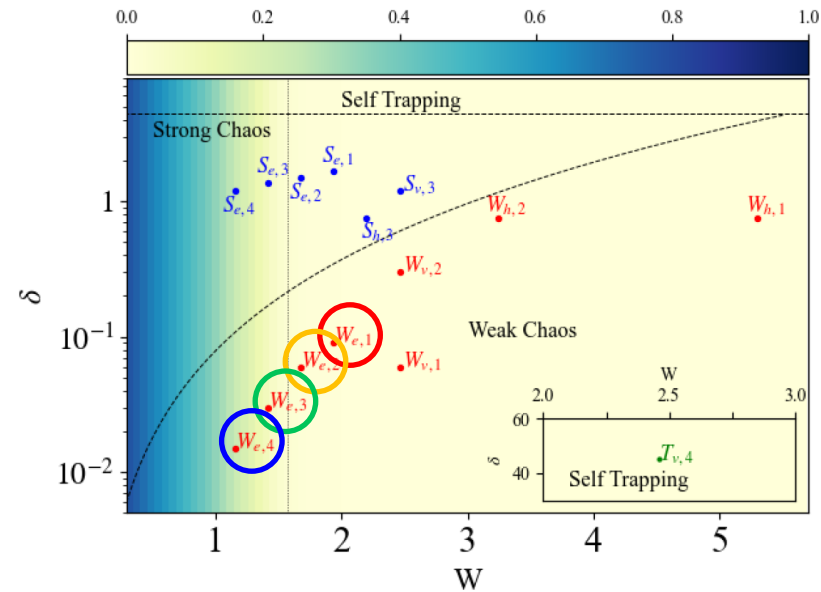 0.0 0.2 0.4 0.6 0.8 1.0
Self Trapping
Strong Chaos
S_{e,3} S_{e,1}
S_{e,4} S_{e,2} S_{v,3}
S_{h,3} W_{h,2} W_{h,1}
W_{v,2}
W_{e,1} Weak Chaos
W_{e,2} W_{v,1}
W_{e,3}
W_{e,4}
1
10^{-1}
10^{-2}
δ
W
2.0 2.5 3.0
60
40
δ
T_{v,4}
Self Trapping
1 2 3 4 5
W